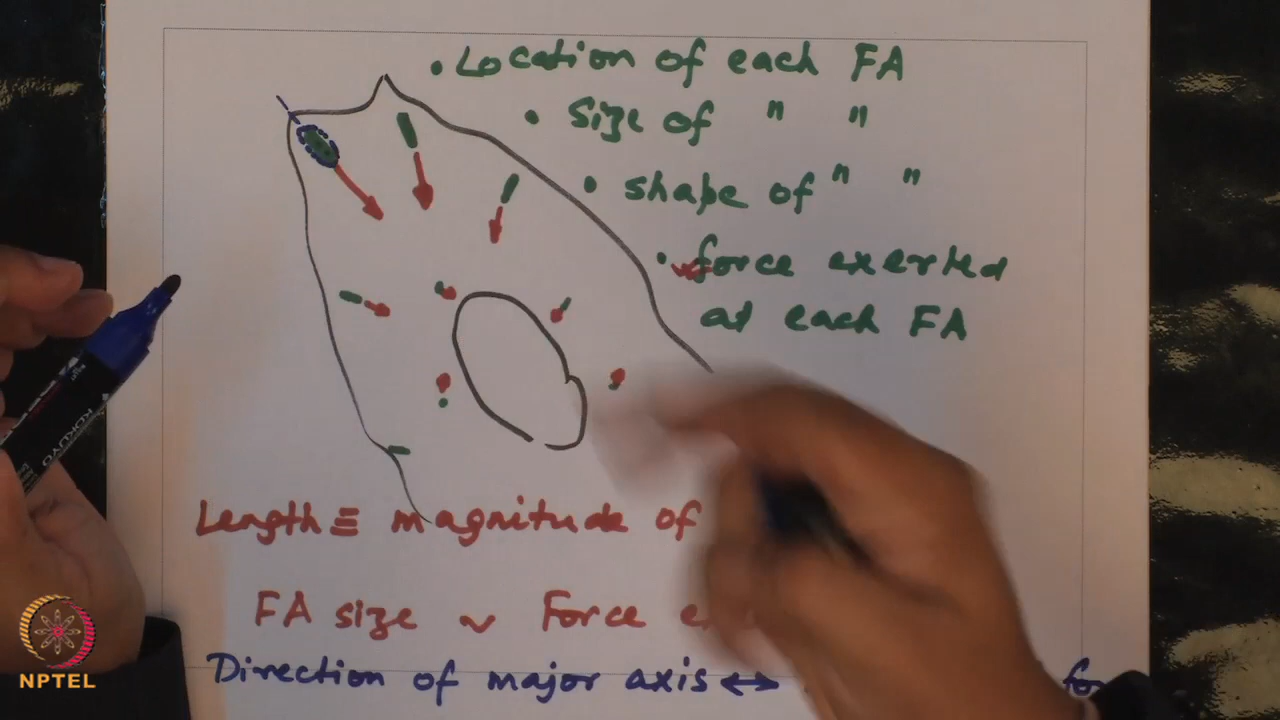 • Location of each FA
• Size of " "
• shape of " "
• force exerted
at each FA
Length ≡ magnitude of
FA size ~ Force
Direction of major axis ↔
KOKUYO
NPTEL